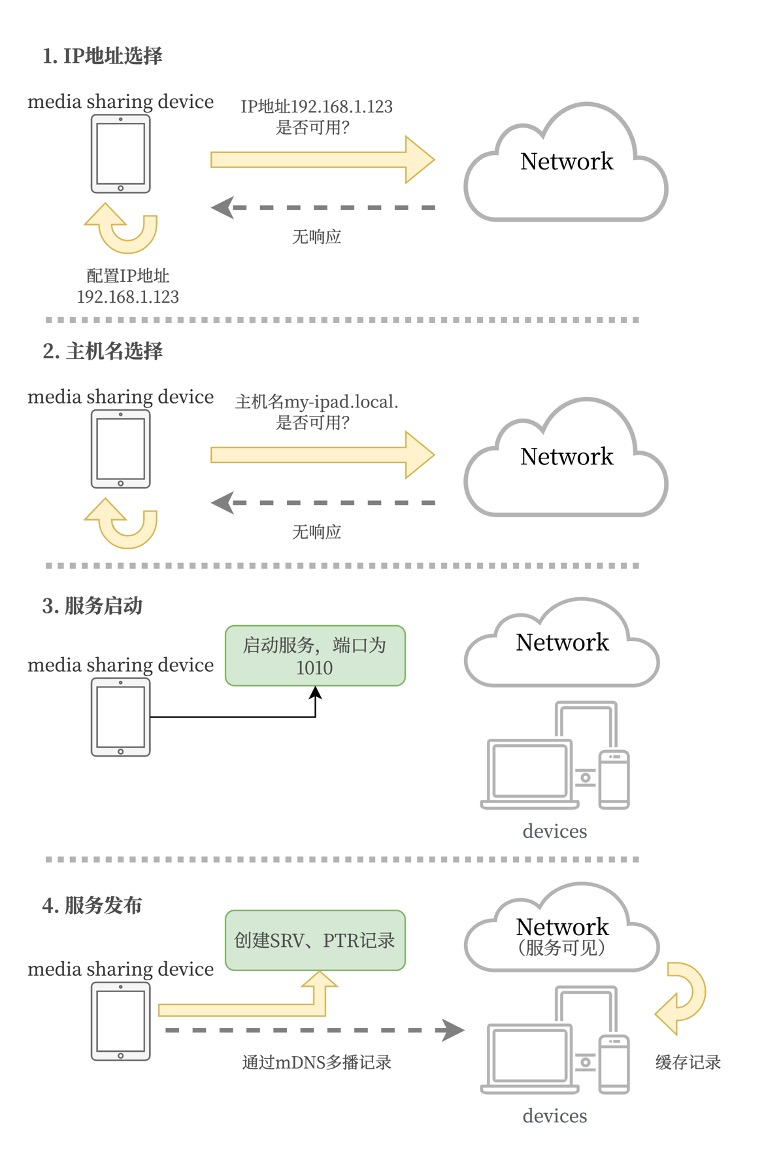 1. IP地址选择
media sharing device
IP地址192.168.1.123
是否可用？
Network
无响应
配置IP地址
192.168.1.123
2. 主机名选择
media sharing device
主机名my-ipad.local.
是否可用？
Network
无响应
3. 服务启动
Network
启动服务，端口为
1010
media sharing device
devices
4. 服务发布
Network
（服务可见）
创建SRV、PTR记录
media sharing device
通过mDNS多播记录
缓存记录
devices